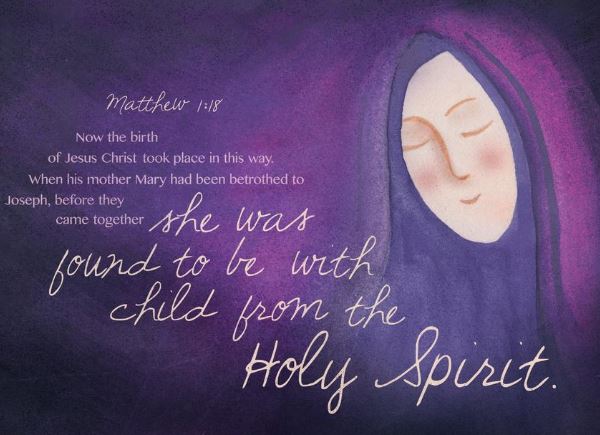 Matthew 1:18
Now the birth
of Jesus Christ took place in this way.
When his mother Mary had been betrothed to
Joseph, before they
came together she was
found to be with
child from the
Holy Spirit.